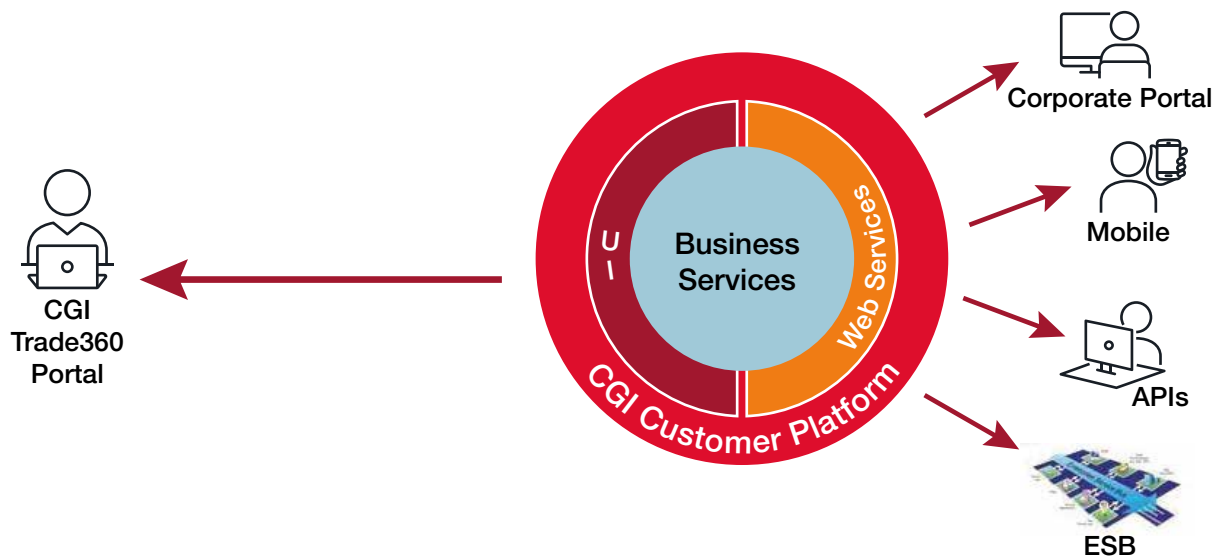 CGI
Trade360
Portal
UI
Business
Services
Web Services
CGI Customer Platform
Corporate Portal
Mobile
APIs
ESB